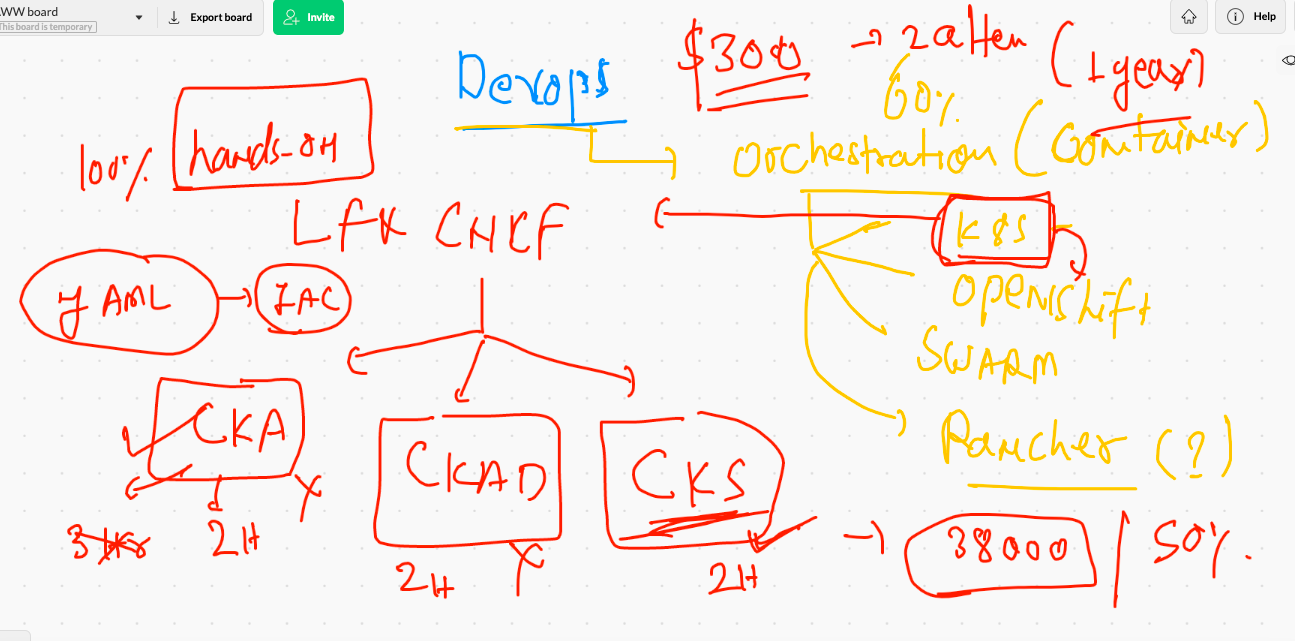 WW board
This board is temporary
Export board
Invite
Help
Devops
$300 → 2 atten (1 year)
60%
100% hands-on
Orchestration (Container)
LFX CNCF
K8S
YAML → IAC
Openshift
SWARM
Rancher (?)
CKA
CKAD
CKS
3 Hrs
2H
2H
2H
→ 38000 | 50%.